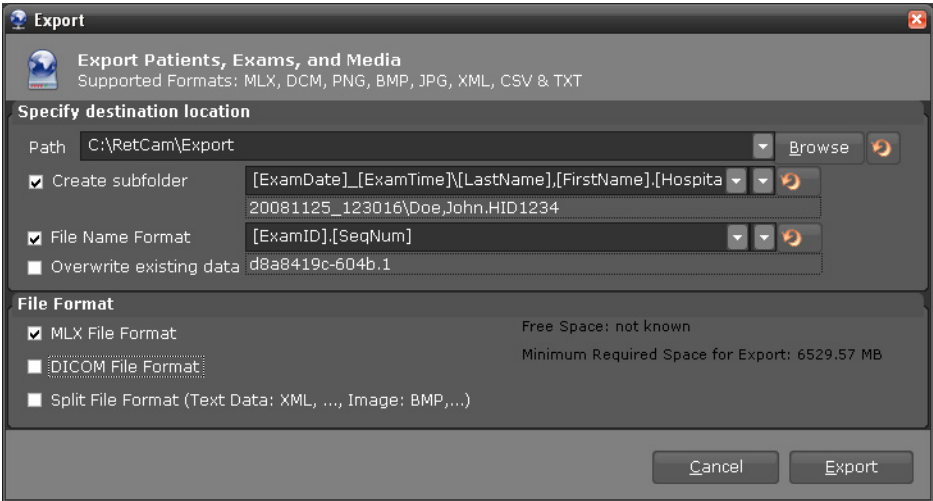 Export
Export Patients, Exams, and Media
Supported Formats: MLX, DCM, PNG, BMP, JPG, XML, CSV & TXT
Specify destination location
Path C:\RetCam\Export Browse
Create subfolder [ExamDate]_[ExamTime]\[LastName],[FirstName].[Hospita
20081125_123016\Doe,John.HID1234
File Name Format [ExamID].[SeqNum]
Overwrite existing data d8a8419c-604b.1
File Format
MLX File Format Free Space: not known
Minimum Required Space for Export: 6529.57 MB
DICOM File Format
Split File Format (Text Data: XML, ..., Image: BMP,...)
Cancel Export